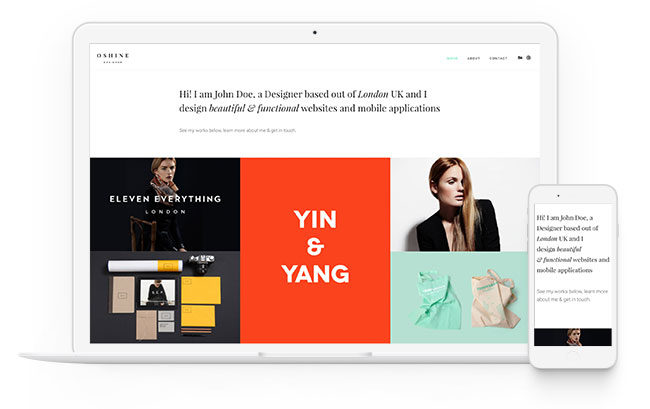 OSHINE
DESIGNER
WORK ABOUT CONTACT
Hi! I am John Doe, a Designer based out of London UK and I
design beautiful & functional websites and mobile applications
See my works below, learn more about me & get in touch.
ELEVEN EVERYTHING
LONDON
YIN
&
YANG
Hi! I am John Doe, a
Designer based out of
London UK and I
design beautiful
& functional websites and
mobile applications
See my works below, learn more
about me & get in touch.